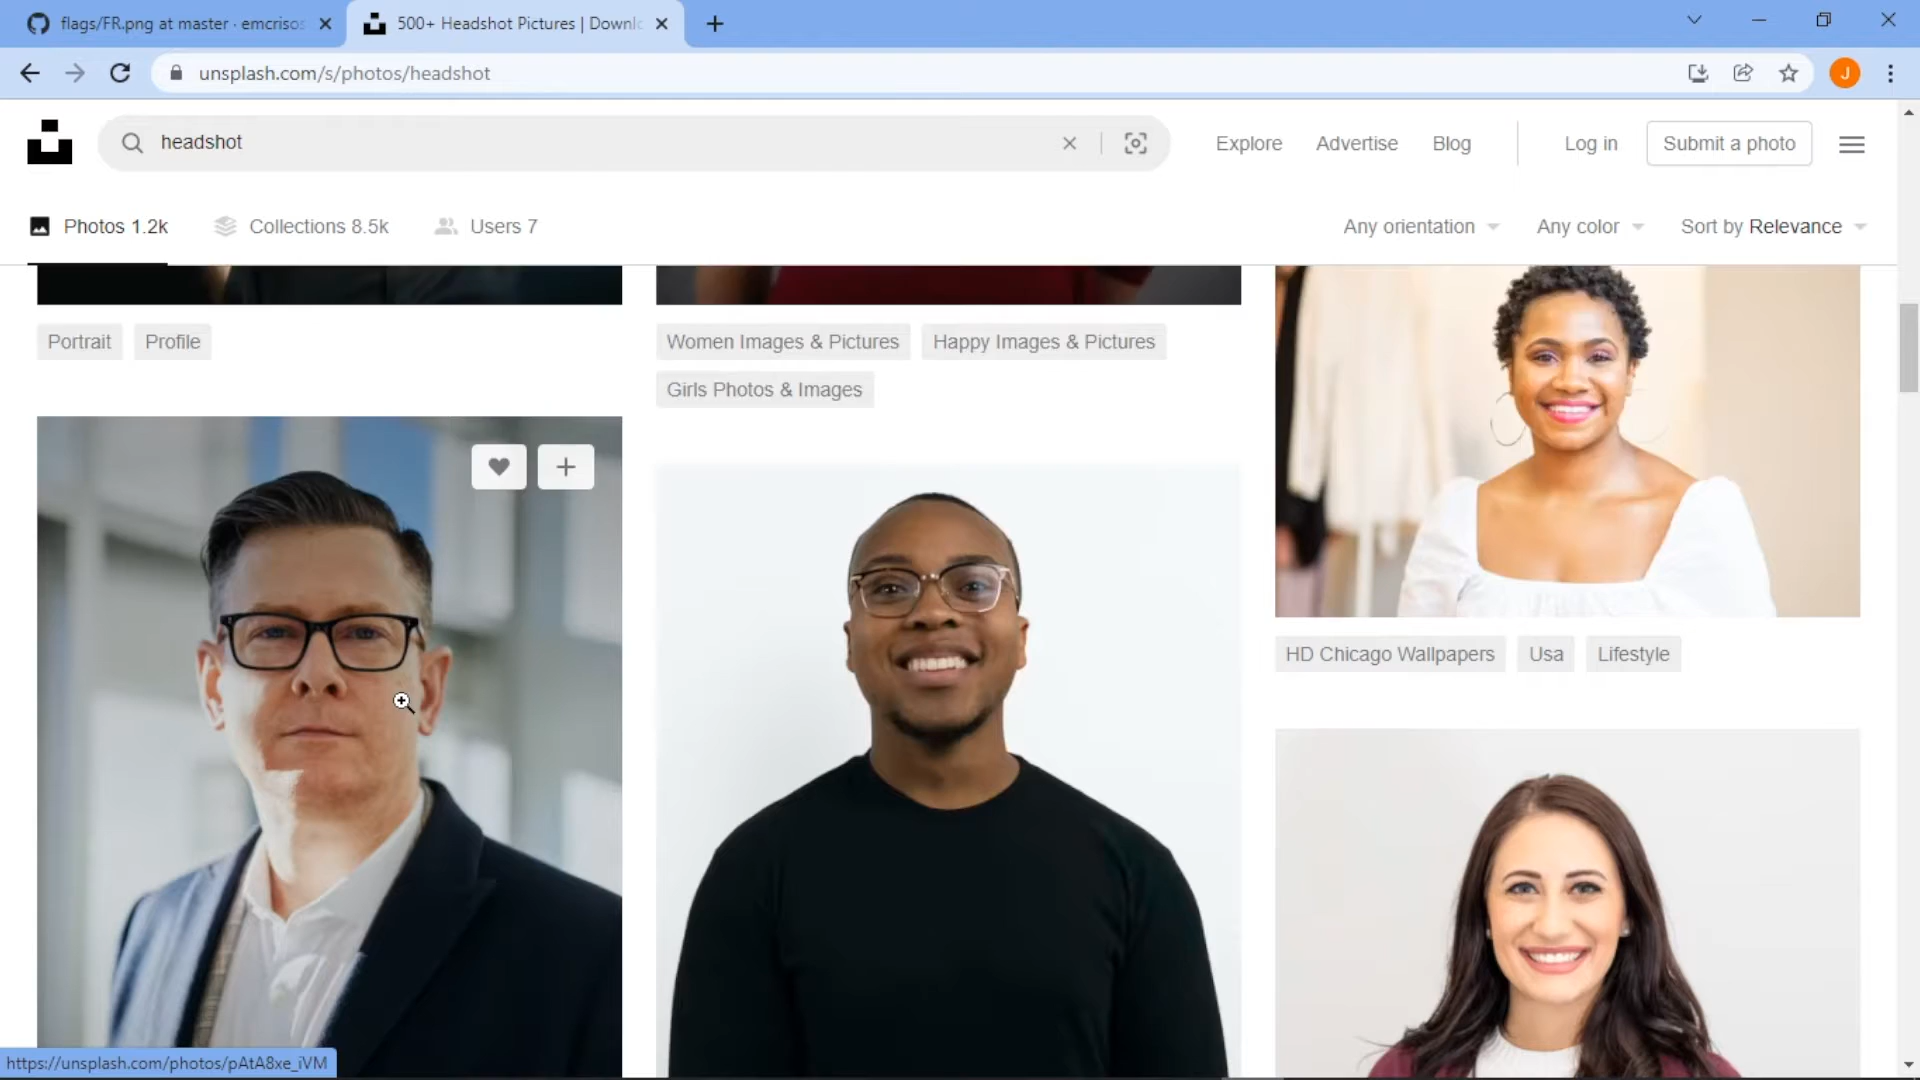 flags/FR.png at master · emcrisos
500+ Headshot Pictures | Downlo
unsplash.com/s/photos/headshot
J
headshot
Explore
Advertise
Blog
Log in
Submit a photo
Photos 1.2k
Collections 8.5k
Users 7
Any orientation
Any color
Sort by Relevance
Portrait
Profile
Women Images & Pictures
Happy Images & Pictures
Girls Photos & Images
HD Chicago Wallpapers
Usa
Lifestyle
https://unsplash.com/photos/pAtA8xe_iVM